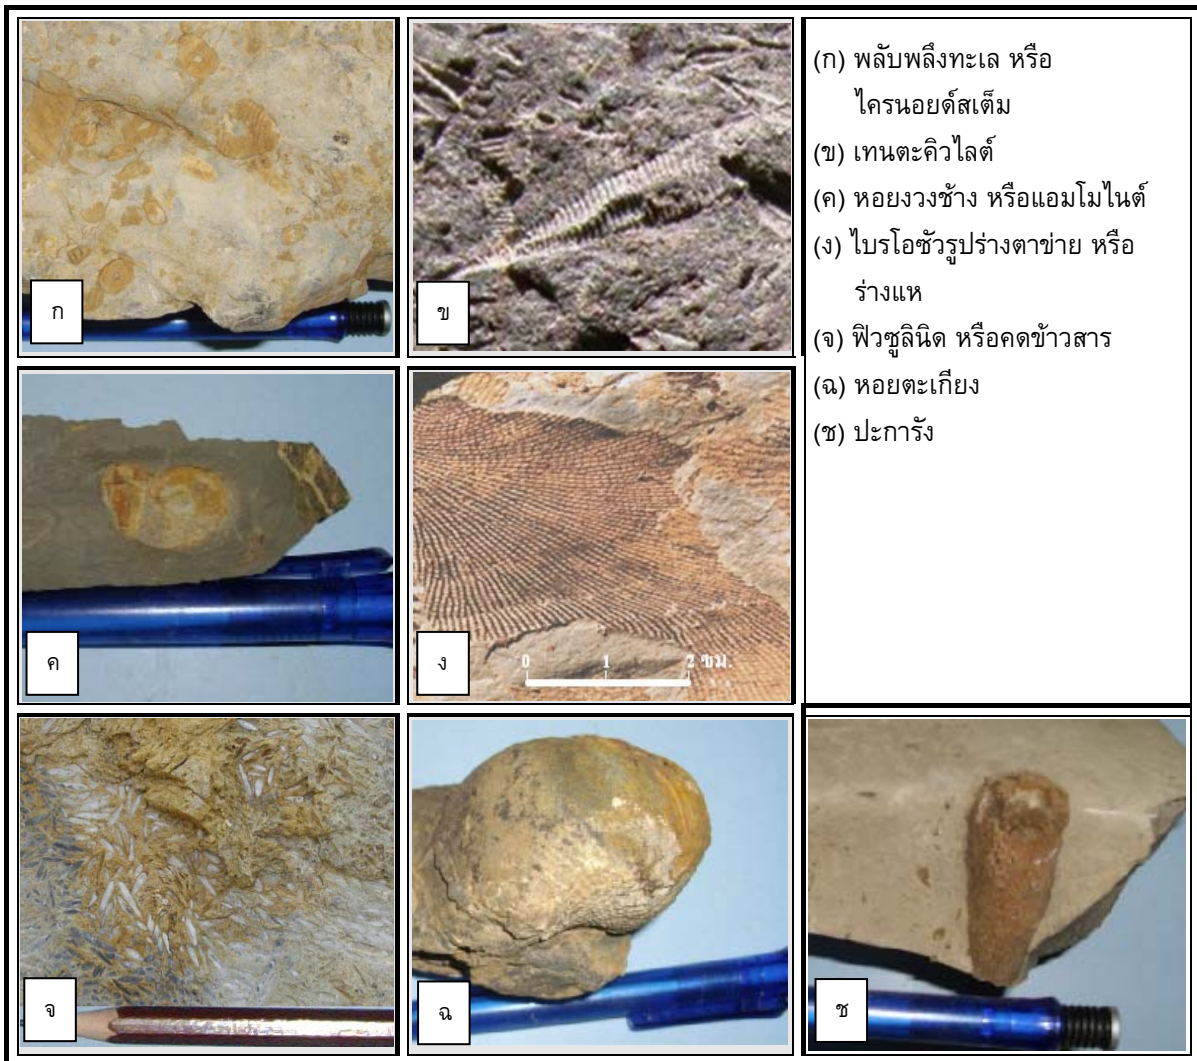 ก
ข
(ก) พลับพลึงทะเล หรือ
ไครนอยด์สเต็ม
(ข) เทนตะคิวไลต์
(ค) หอยงวงช้าง หรือแอมโมไนต์
(ง) ไบรโอซัวรูปร่างตาข่าย หรือ
ร่างแห
(จ) ฟิวซูลินิด หรือคดข้าวสาร
(ฉ) หอยตะเกียง
(ช) ปะการัง
ค
ง
0 1 2 ซม.
จ
ฉ
ช